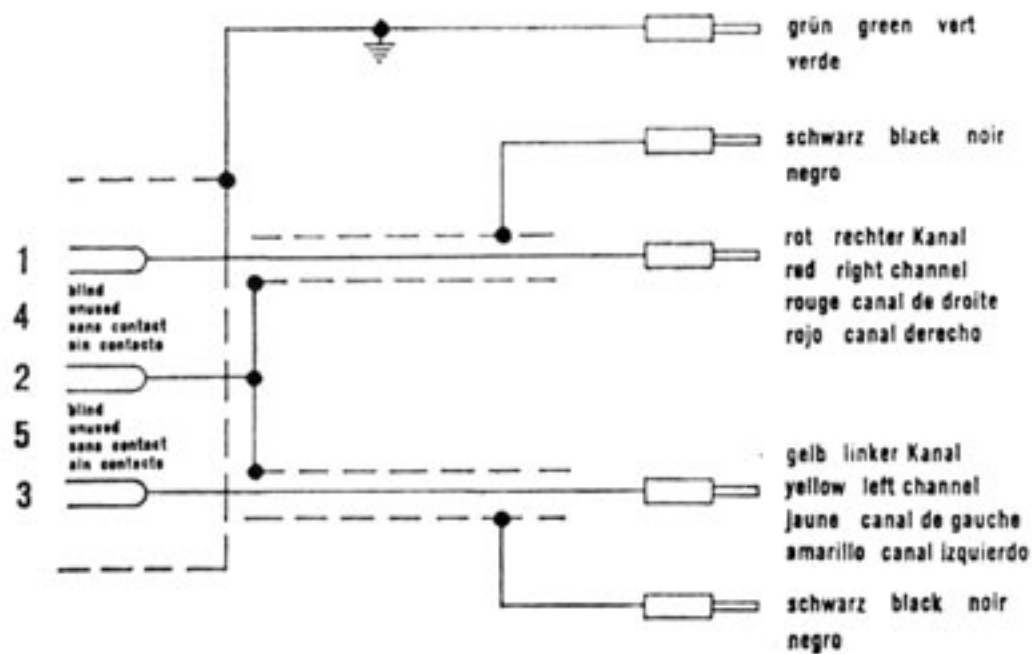 grün green vert
verde
schwarz black noir
negro
1
rot rechter Kanal
red right channel
rouge canal de droite
rojo canal derecho
4
blind
unused
sans contact
sin contacto
2
5
blind
unused
sans contact
sin contacto
3
gelb linker Kanal
yellow left channel
jaune canal de gauche
amarillo canal izquierdo
schwarz black noir
negro